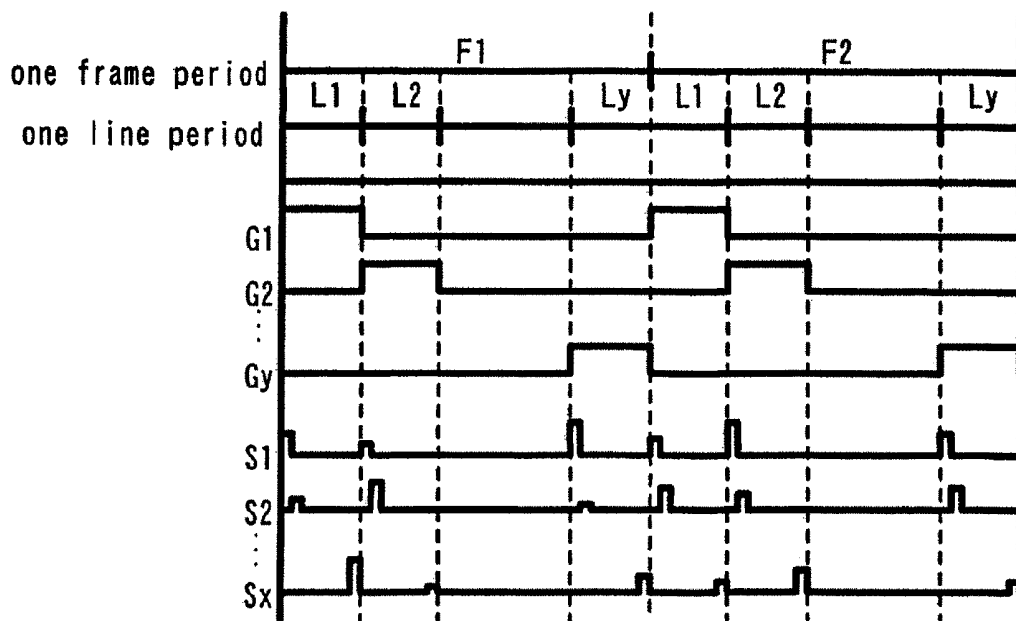 F1 F2
one frame period
L1 L2 Ly L1 L2 Ly
one line period
G1
G2
Gy
S1
S2
Sx